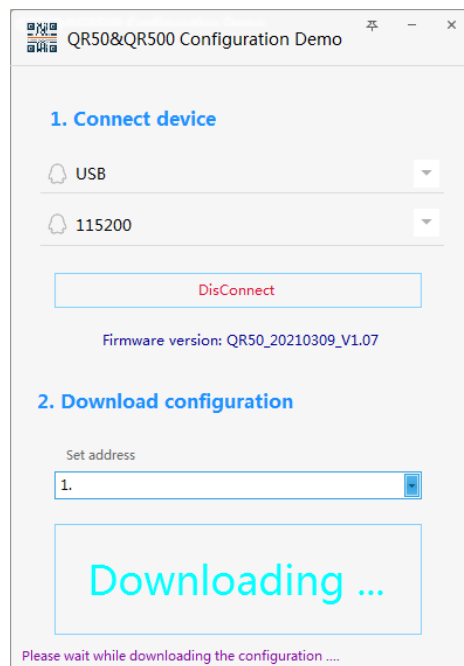 QR50&QR500 Configuration Demo
1. Connect device
USB
115200
DisConnect
Firmware version: QR50_20210309_V1.07
2. Download configuration
Set address
1.
Downloading ...
Please wait while downloading the configuration ....